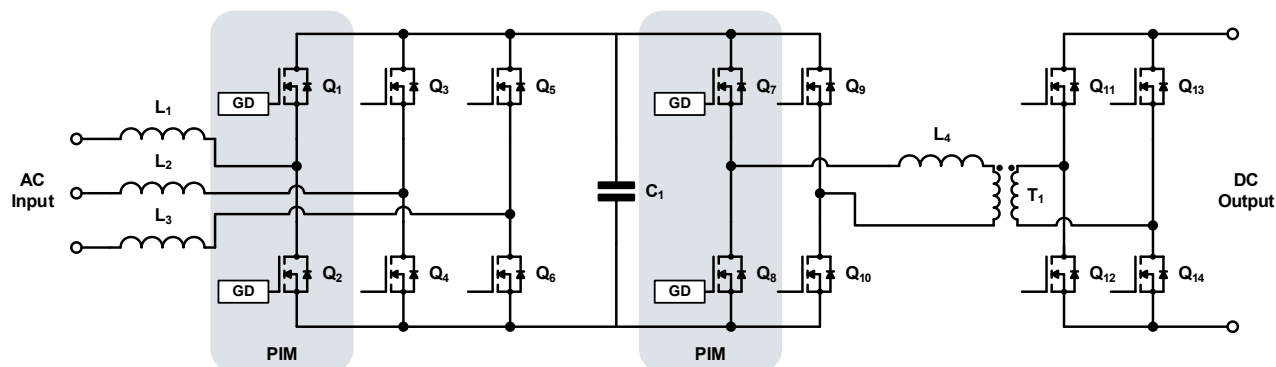 Q₁
Q₃
Q₅
Q₇
Q₉
Q₁₁
Q₁₃
GD
GD
L₁
L₂
L₃
L₄
AC
Input
C₁
T₁
DC
Output
Q₂
Q₄
Q₆
Q₈
Q₁₀
Q₁₂
Q₁₄
GD
GD
PIM
PIM